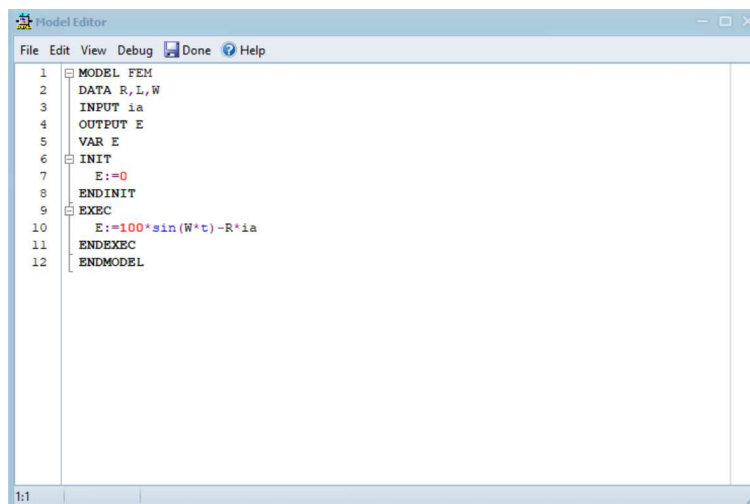 Model Editor
File Edit View Debug Done Help
1 MODEL FEM
2 DATA R,L,W
3 INPUT ia
4 OUTPUT E
5 VAR E
6 INIT
7 E:=0
8 ENDINIT
9 EXEC
10 E:=100*sin(W*t)-R*ia
11 ENDEXEC
12 ENDMODEL
1:1